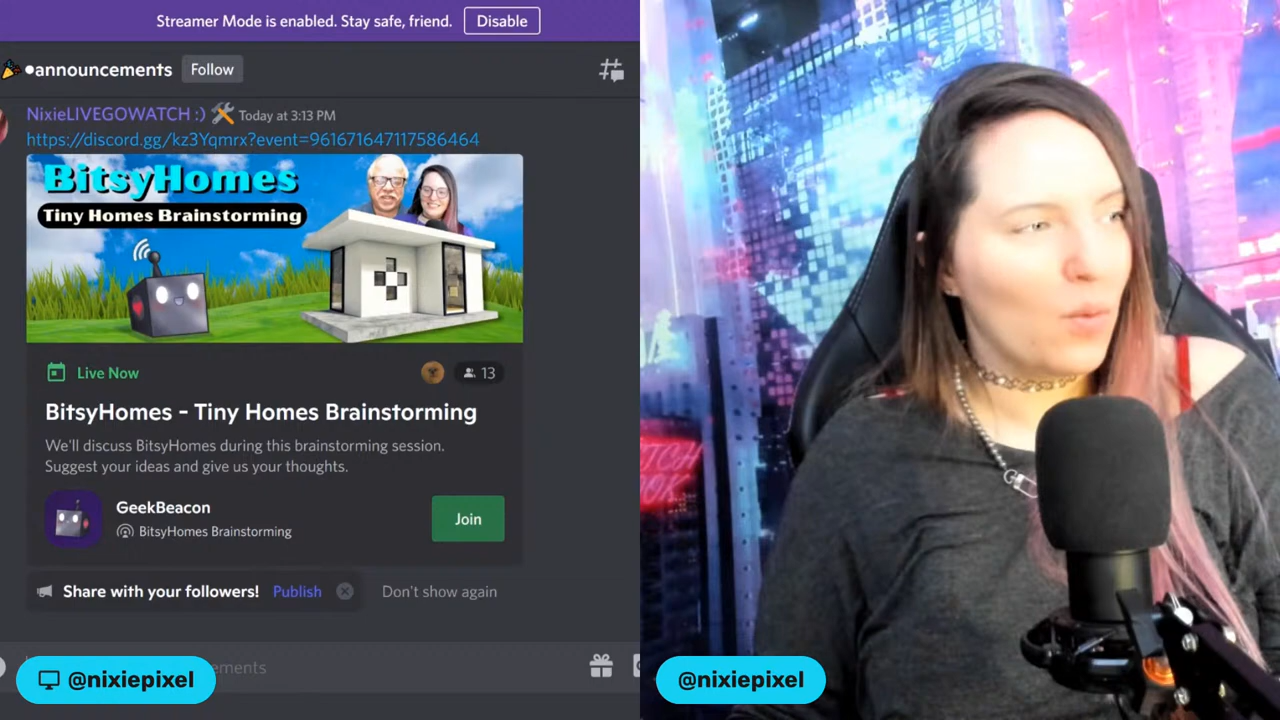 Streamer Mode is enabled. Stay safe, friend.
Disable
announcements
Follow
NixieLIVEGOWATCH :)
Today at 3:13 PM
https://discord.gg/kz3Yqmrx?event=961671647117586464
BitsyHomes
Tiny Homes Brainstorming
Live Now
13
BitsyHomes - Tiny Homes Brainstorming
We'll discuss BitsyHomes during this brainstorming session.
Suggest your ideas and give us your thoughts.
GeekBeacon
BitsyHomes Brainstorming
Join
Share with your followers!
Publish
Don't show again
@nixiepixel
@nixiepixel